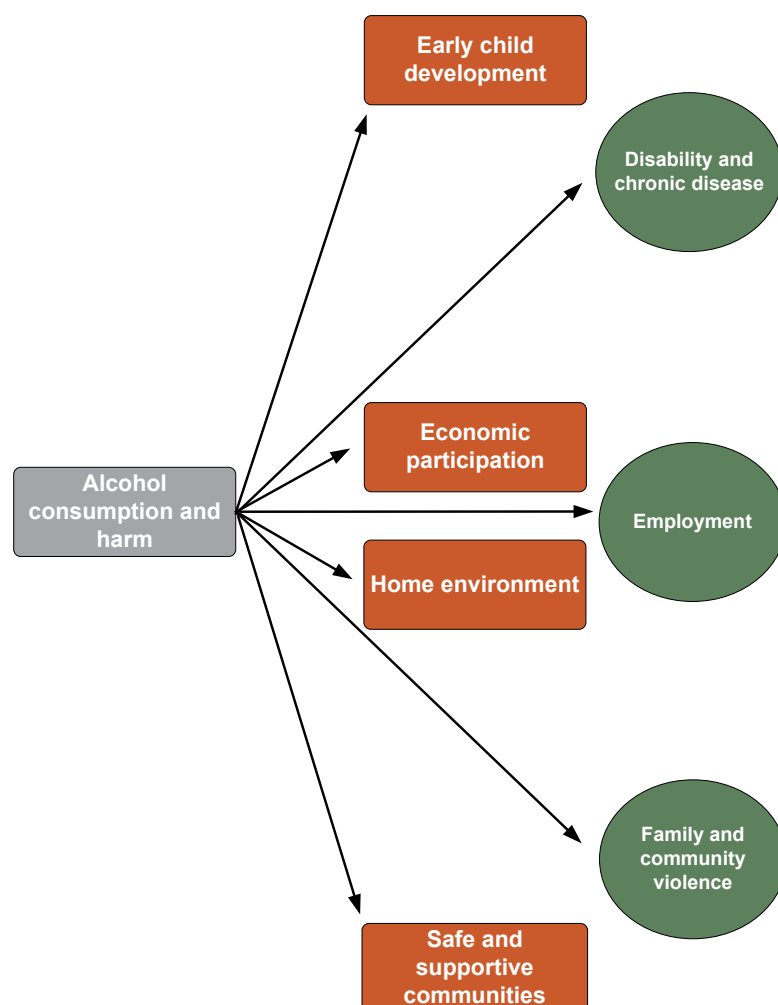 Early child
development
Disability and
chronic disease
Economic
participation
Alcohol
consumption and
harm
Employment
Home environment
Family and
community
violence
Safe and
supportive
communities